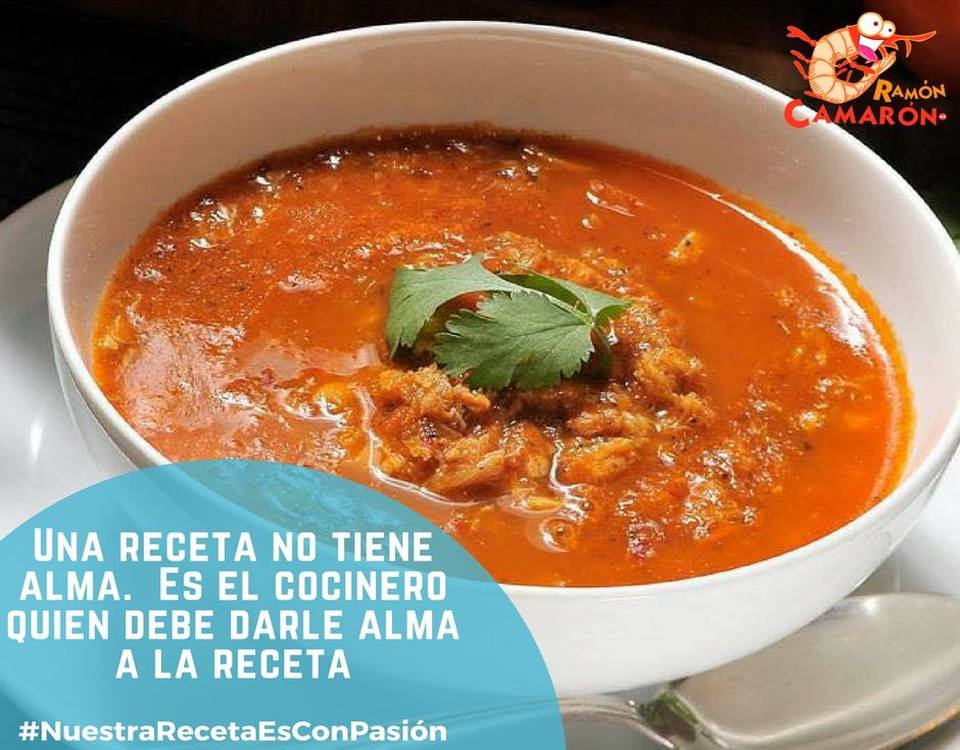 Ramón
Camarón
Una receta no tiene
alma. Es el cocinero
quien debe darle alma
a la receta
#NuestraRecetaEsConPasión